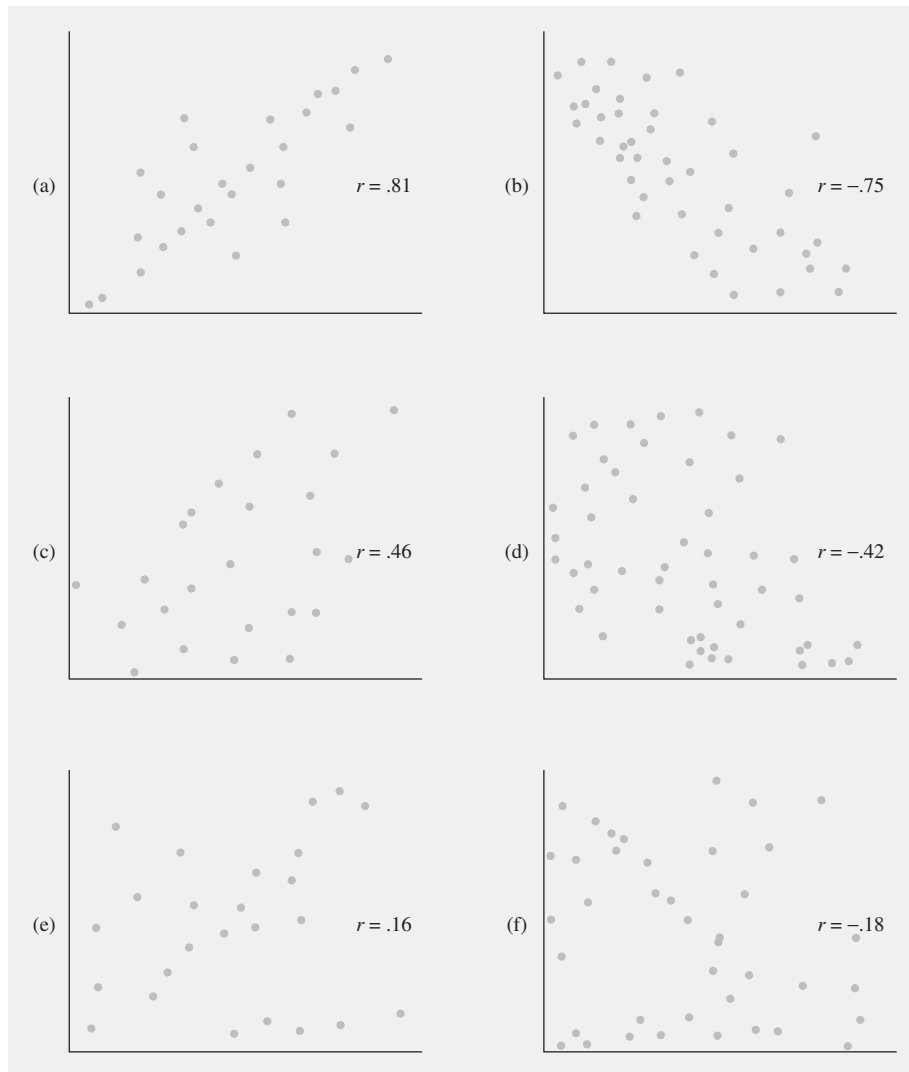 (a)
r = .81
(b)
r = –.75
(c)
r = .46
(d)
r = –.42
(e)
r = .16
(f)
r = –.18